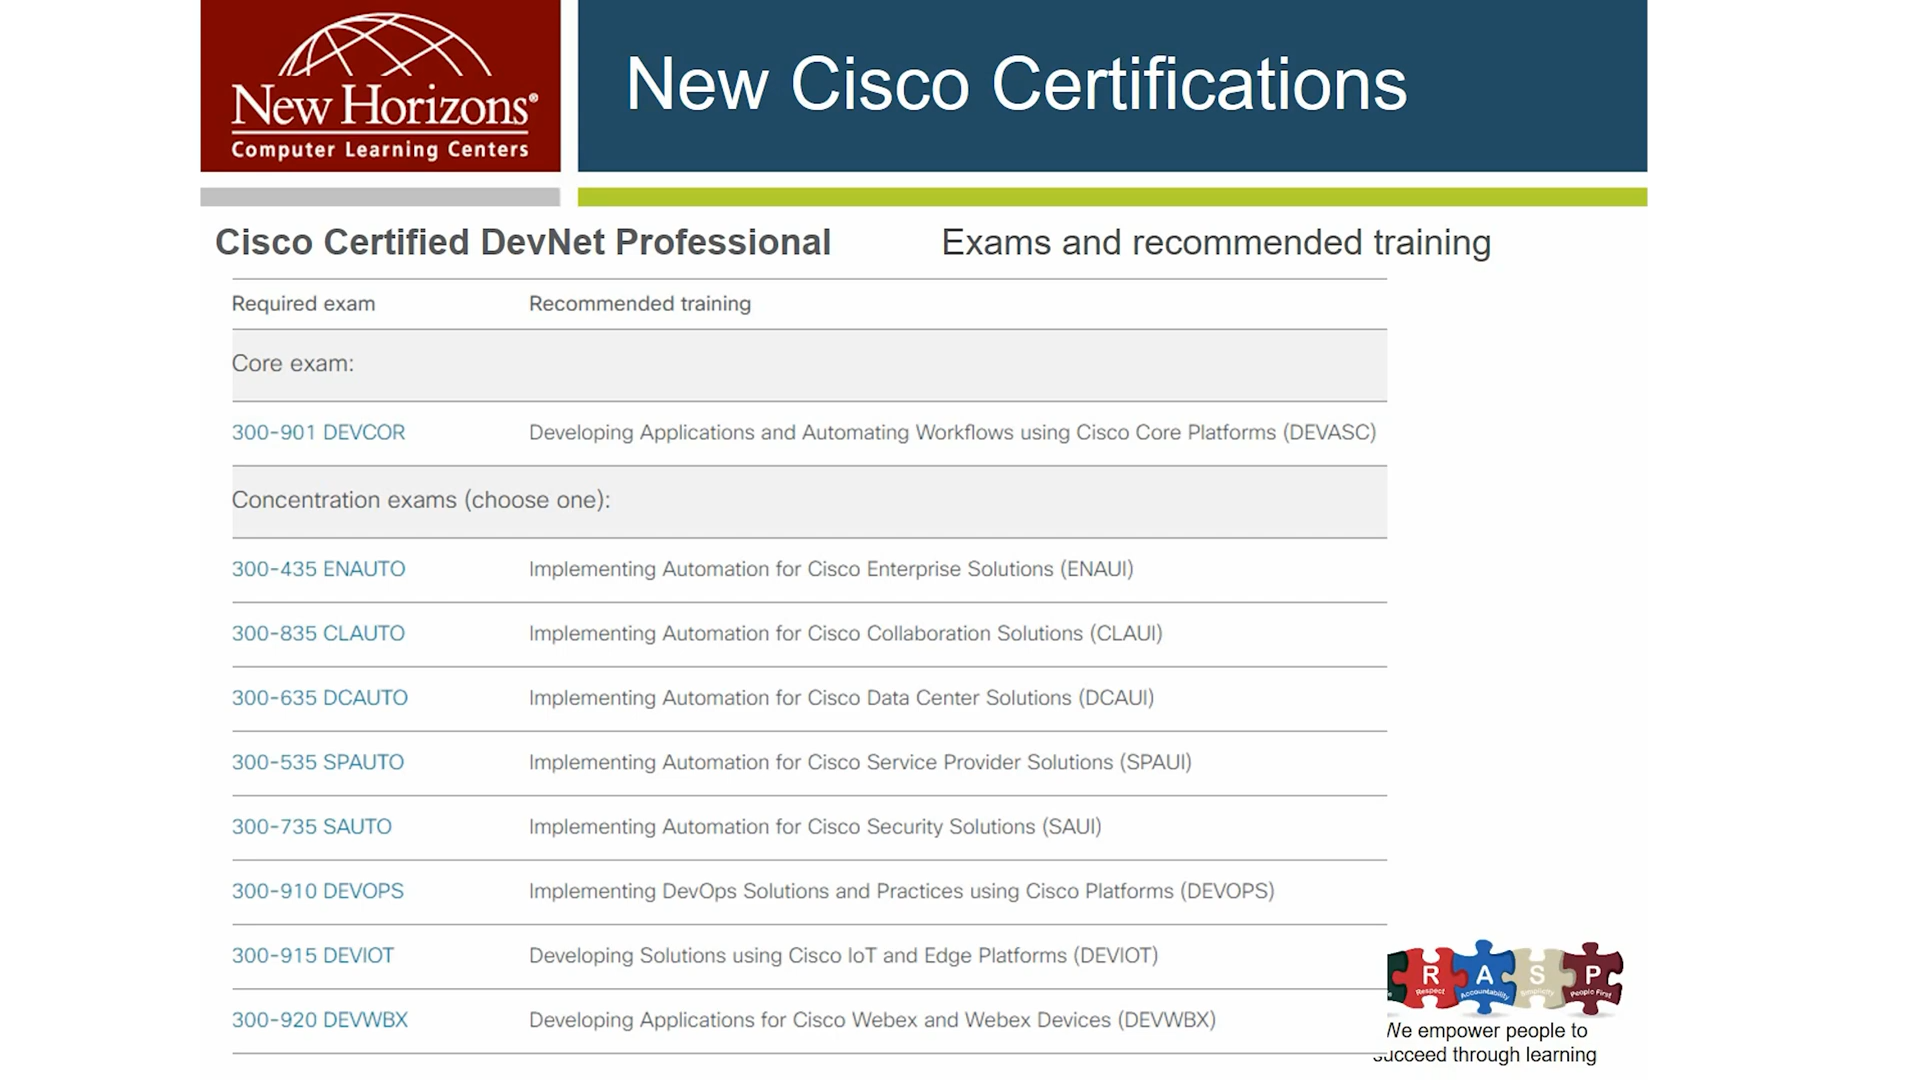 New Horizons®
Computer Learning Centers
New Cisco Certifications
Cisco Certified DevNet Professional Exams and recommended training
Required exam Recommended training
Core exam:
300-901 DEVCOR Developing Applications and Automating Workflows using Cisco Core Platforms (DEVASC)
Concentration exams (choose one):
300-435 ENAUTO Implementing Automation for Cisco Enterprise Solutions (ENAUI)
300-835 CLAUTO Implementing Automation for Cisco Collaboration Solutions (CLAUI)
300-635 DCAUTO Implementing Automation for Cisco Data Center Solutions (DCAUI)
300-535 SPAUTO Implementing Automation for Cisco Service Provider Solutions (SPAUI)
300-735 SAUTO Implementing Automation for Cisco Security Solutions (SAUI)
300-910 DEVOPS Implementing DevOps Solutions and Practices using Cisco Platforms (DEVOPS)
300-915 DEVIOT Developing Solutions using Cisco IoT and Edge Platforms (DEVIOT)
300-920 DEVWBX Developing Applications for Cisco Webex and Webex Devices (DEVWBX)
R A S P
Respect Accountability Simplicity People First
We empower people to
succeed through learning